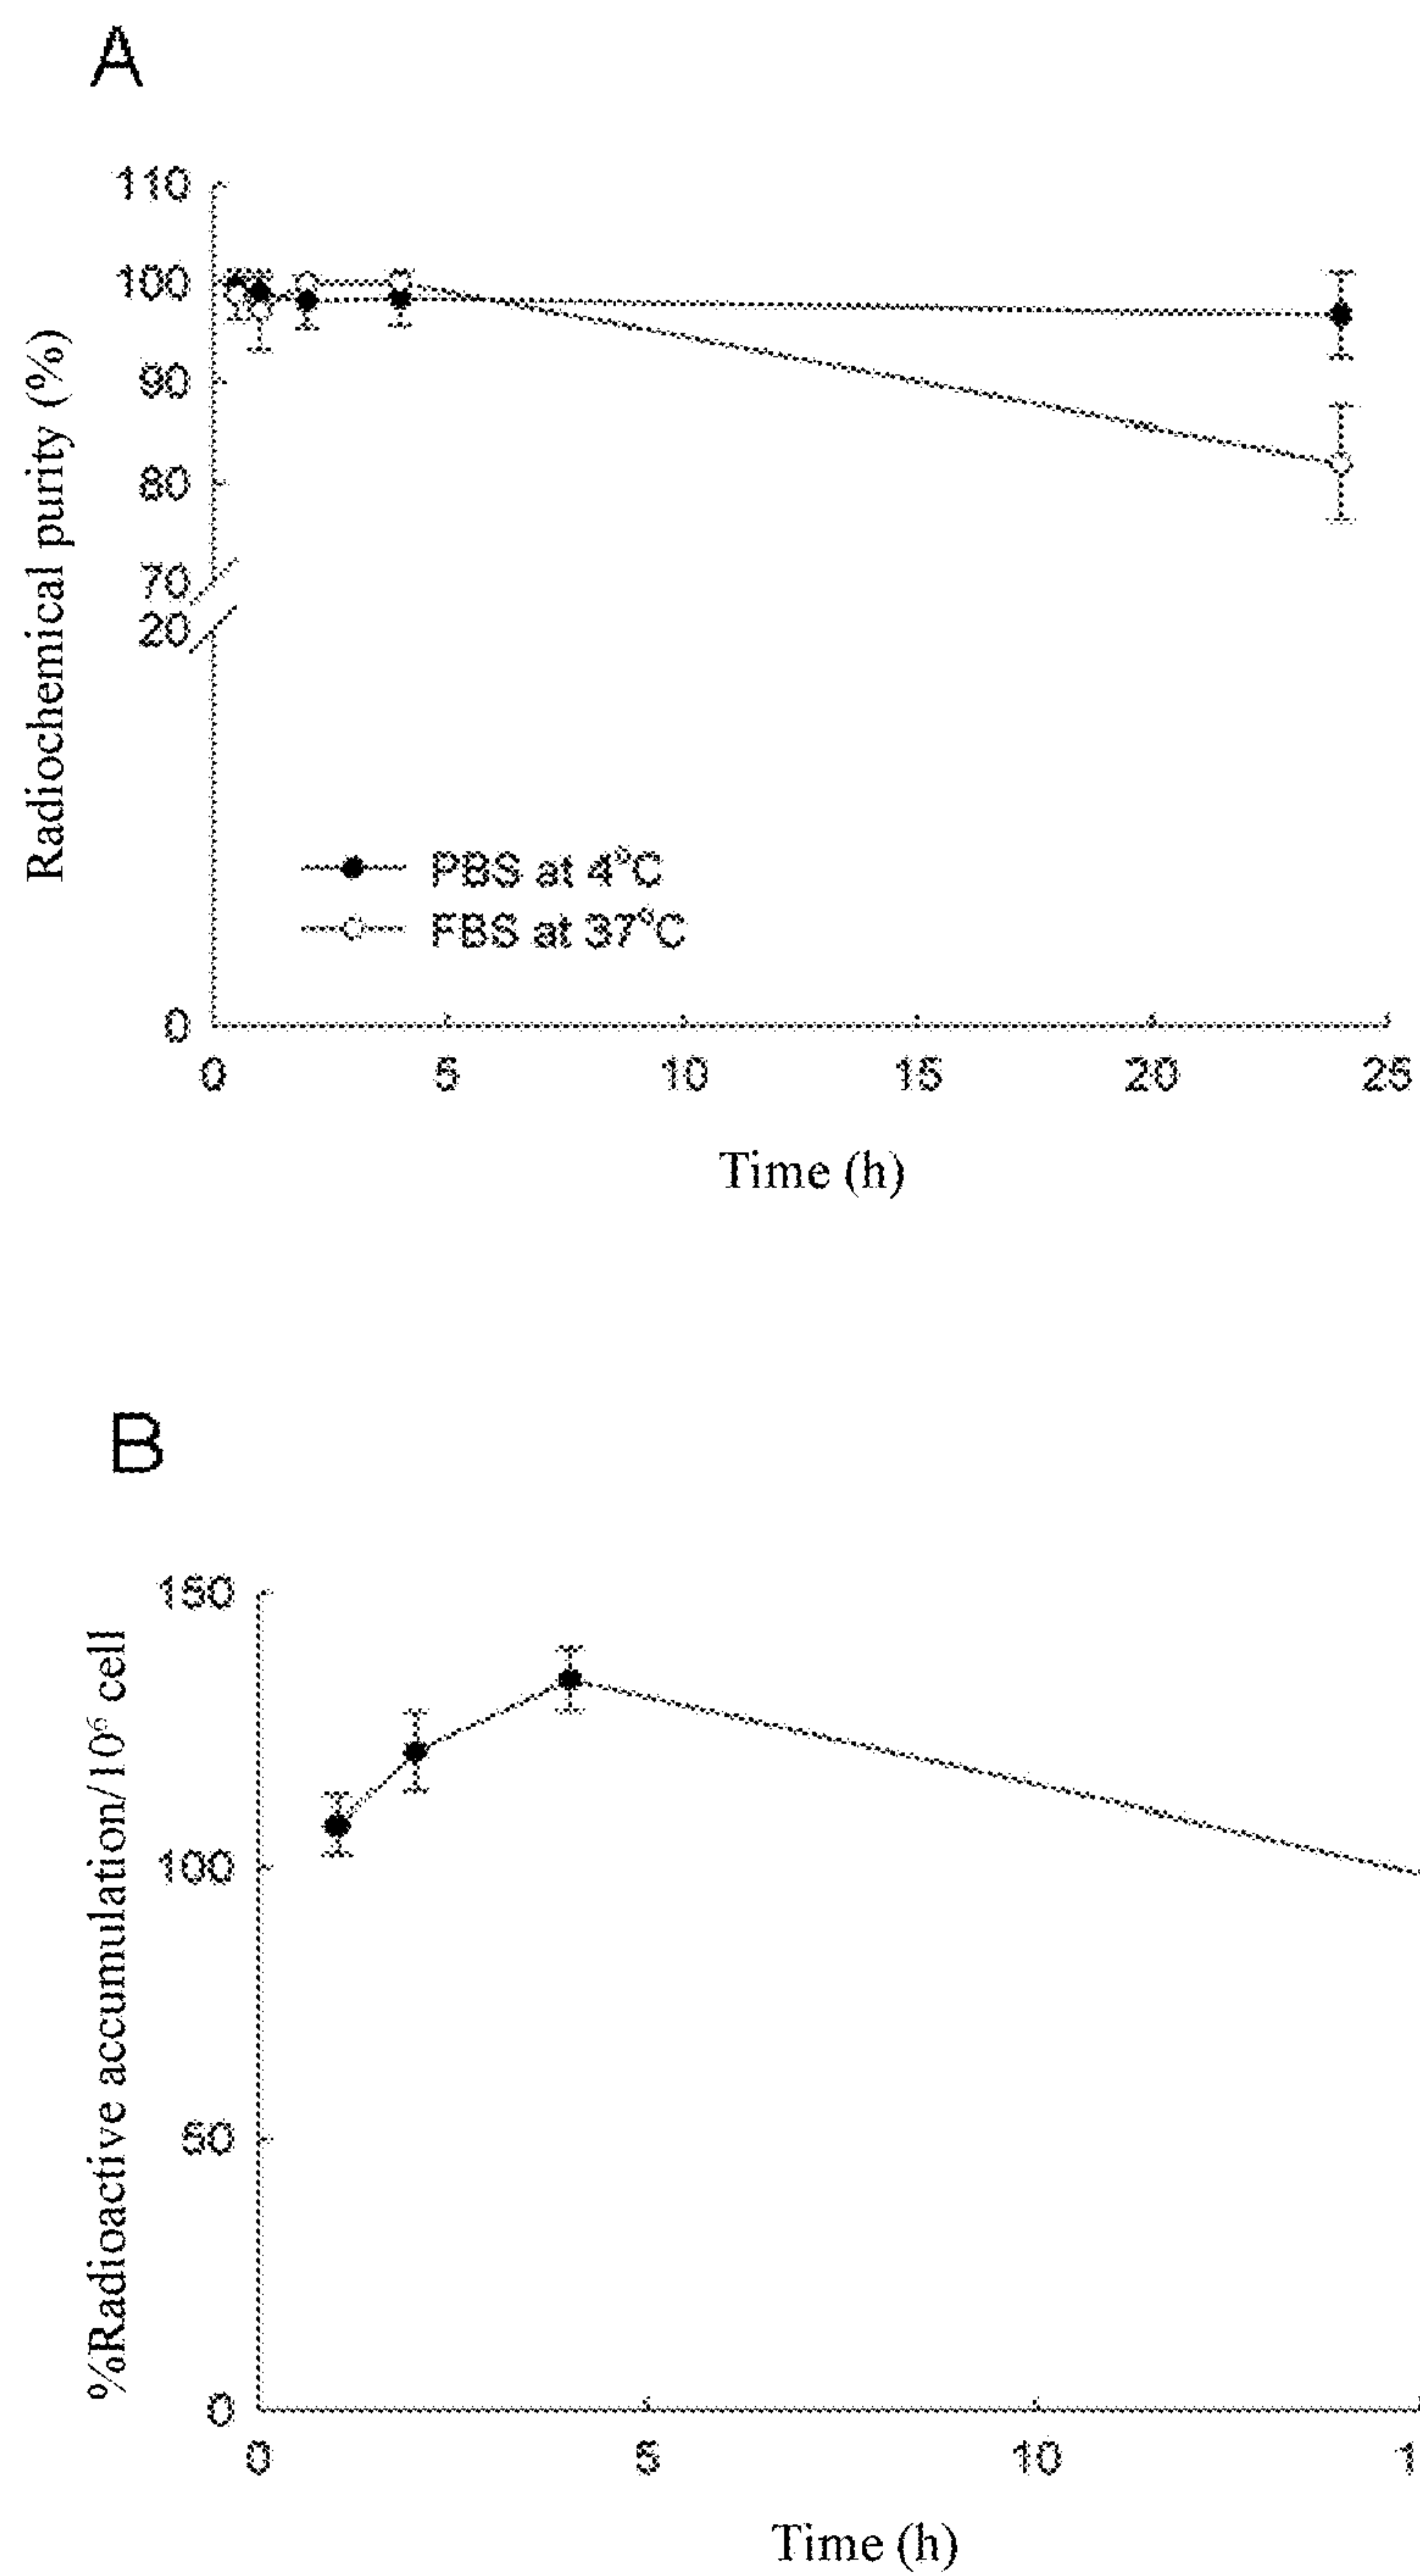 A
110
100
90
80
70
20
0
Radiochemical purity (%)
PBS at 4°C
FBS at 37°C
0 5 10 15 20 25
Time (h)
B
150
100
50
0
%Radioactive accumulation/10⁶ cell
0 5 10 1
Time (h)